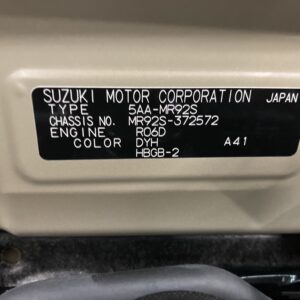 SUZUKI MOTOR CORPORATION JAPAN
TYPE 5AA-MR92S
CHASSIS NO. MR92S-372572
ENGINE R06D
COLOR DYH A41
HBGB-2